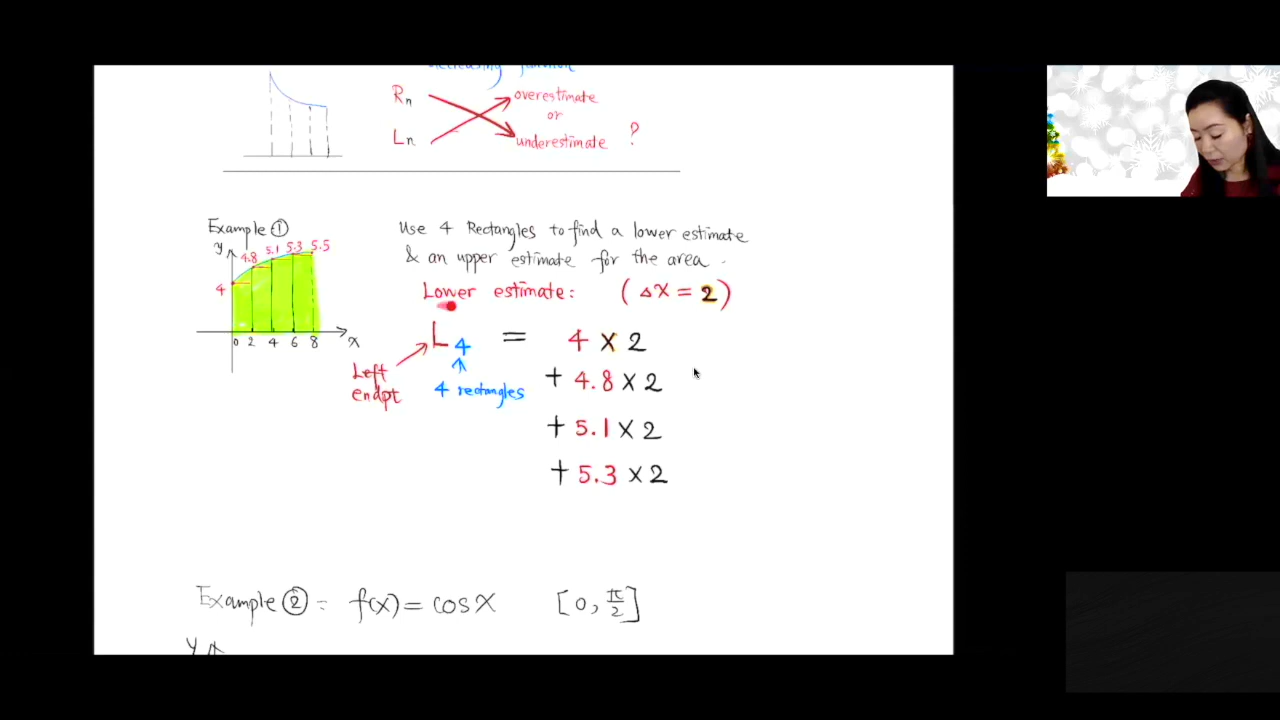 decreasing function
Rn overestimate
or
Ln underestimate ?
Example ①
Use 4 Rectangles to find a lower estimate
& an upper estimate for the area.
y
4 4.8 5.1 5.3 5.5
0 2 4 6 8 x
Lower estimate: (ΔX = 2)
L4 = 4 X 2
+ 4.8 X 2
+ 5.1 X 2
+ 5.3 X 2
Left
endpt
4 rectangles
Example ② = f(x) = cosX [0, π/2]
y